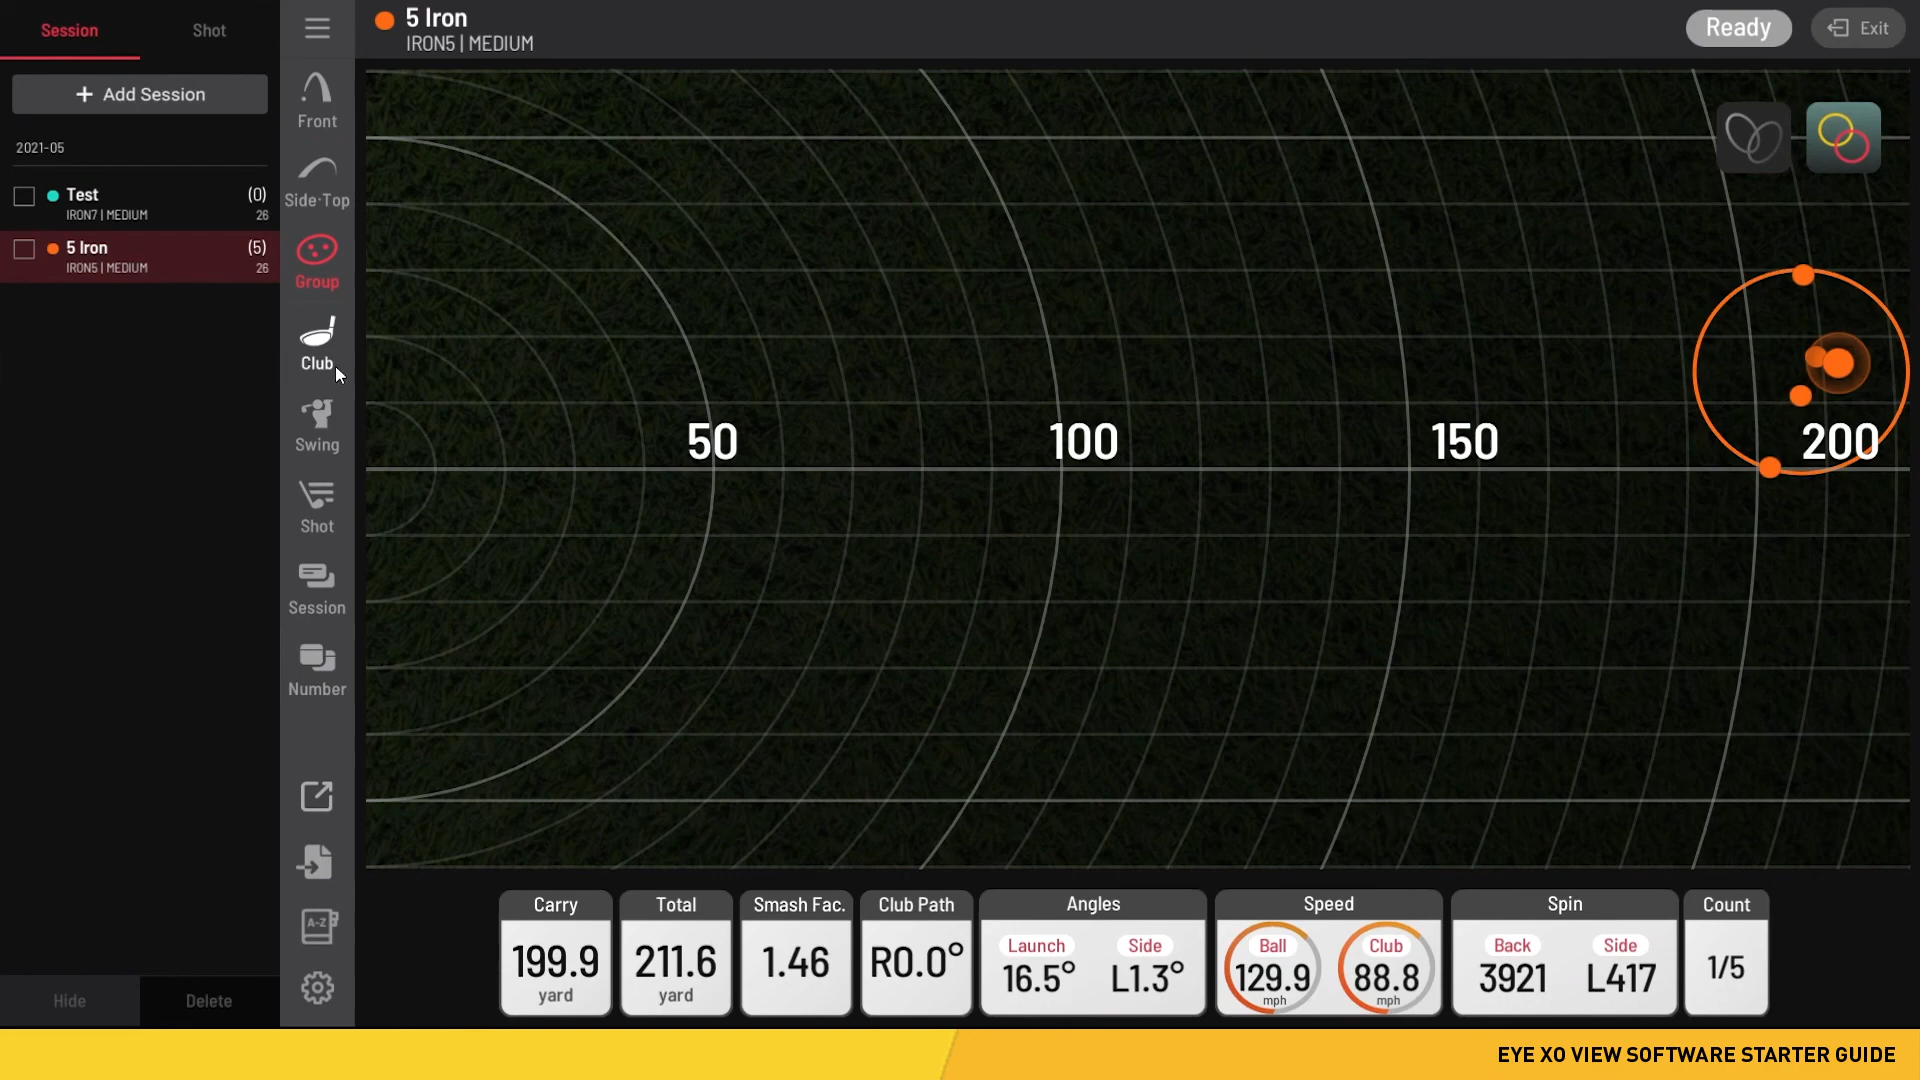 Session
Shot
+ Add Session
2021-05
Test
(0)
IRON7 | MEDIUM
26
5 Iron
(5)
IRON5 | MEDIUM
26
Hide
Delete
Front
Side·Top
Group
Club
Swing
Shot
Session
Number
A-Z
5 Iron
IRON5 | MEDIUM
Ready
Exit
50
100
150
200
Carry
199.9
yard
Total
211.6
yard
Smash Fac.
1.46
Club Path
R0.0°
Angles
Launch
16.5°
Side
L1.3°
Speed
Ball
129.9
mph
Club
88.8
mph
Spin
Back
3921
Side
L417
Count
1/5
EYE XO VIEW SOFTWARE STARTER GUIDE